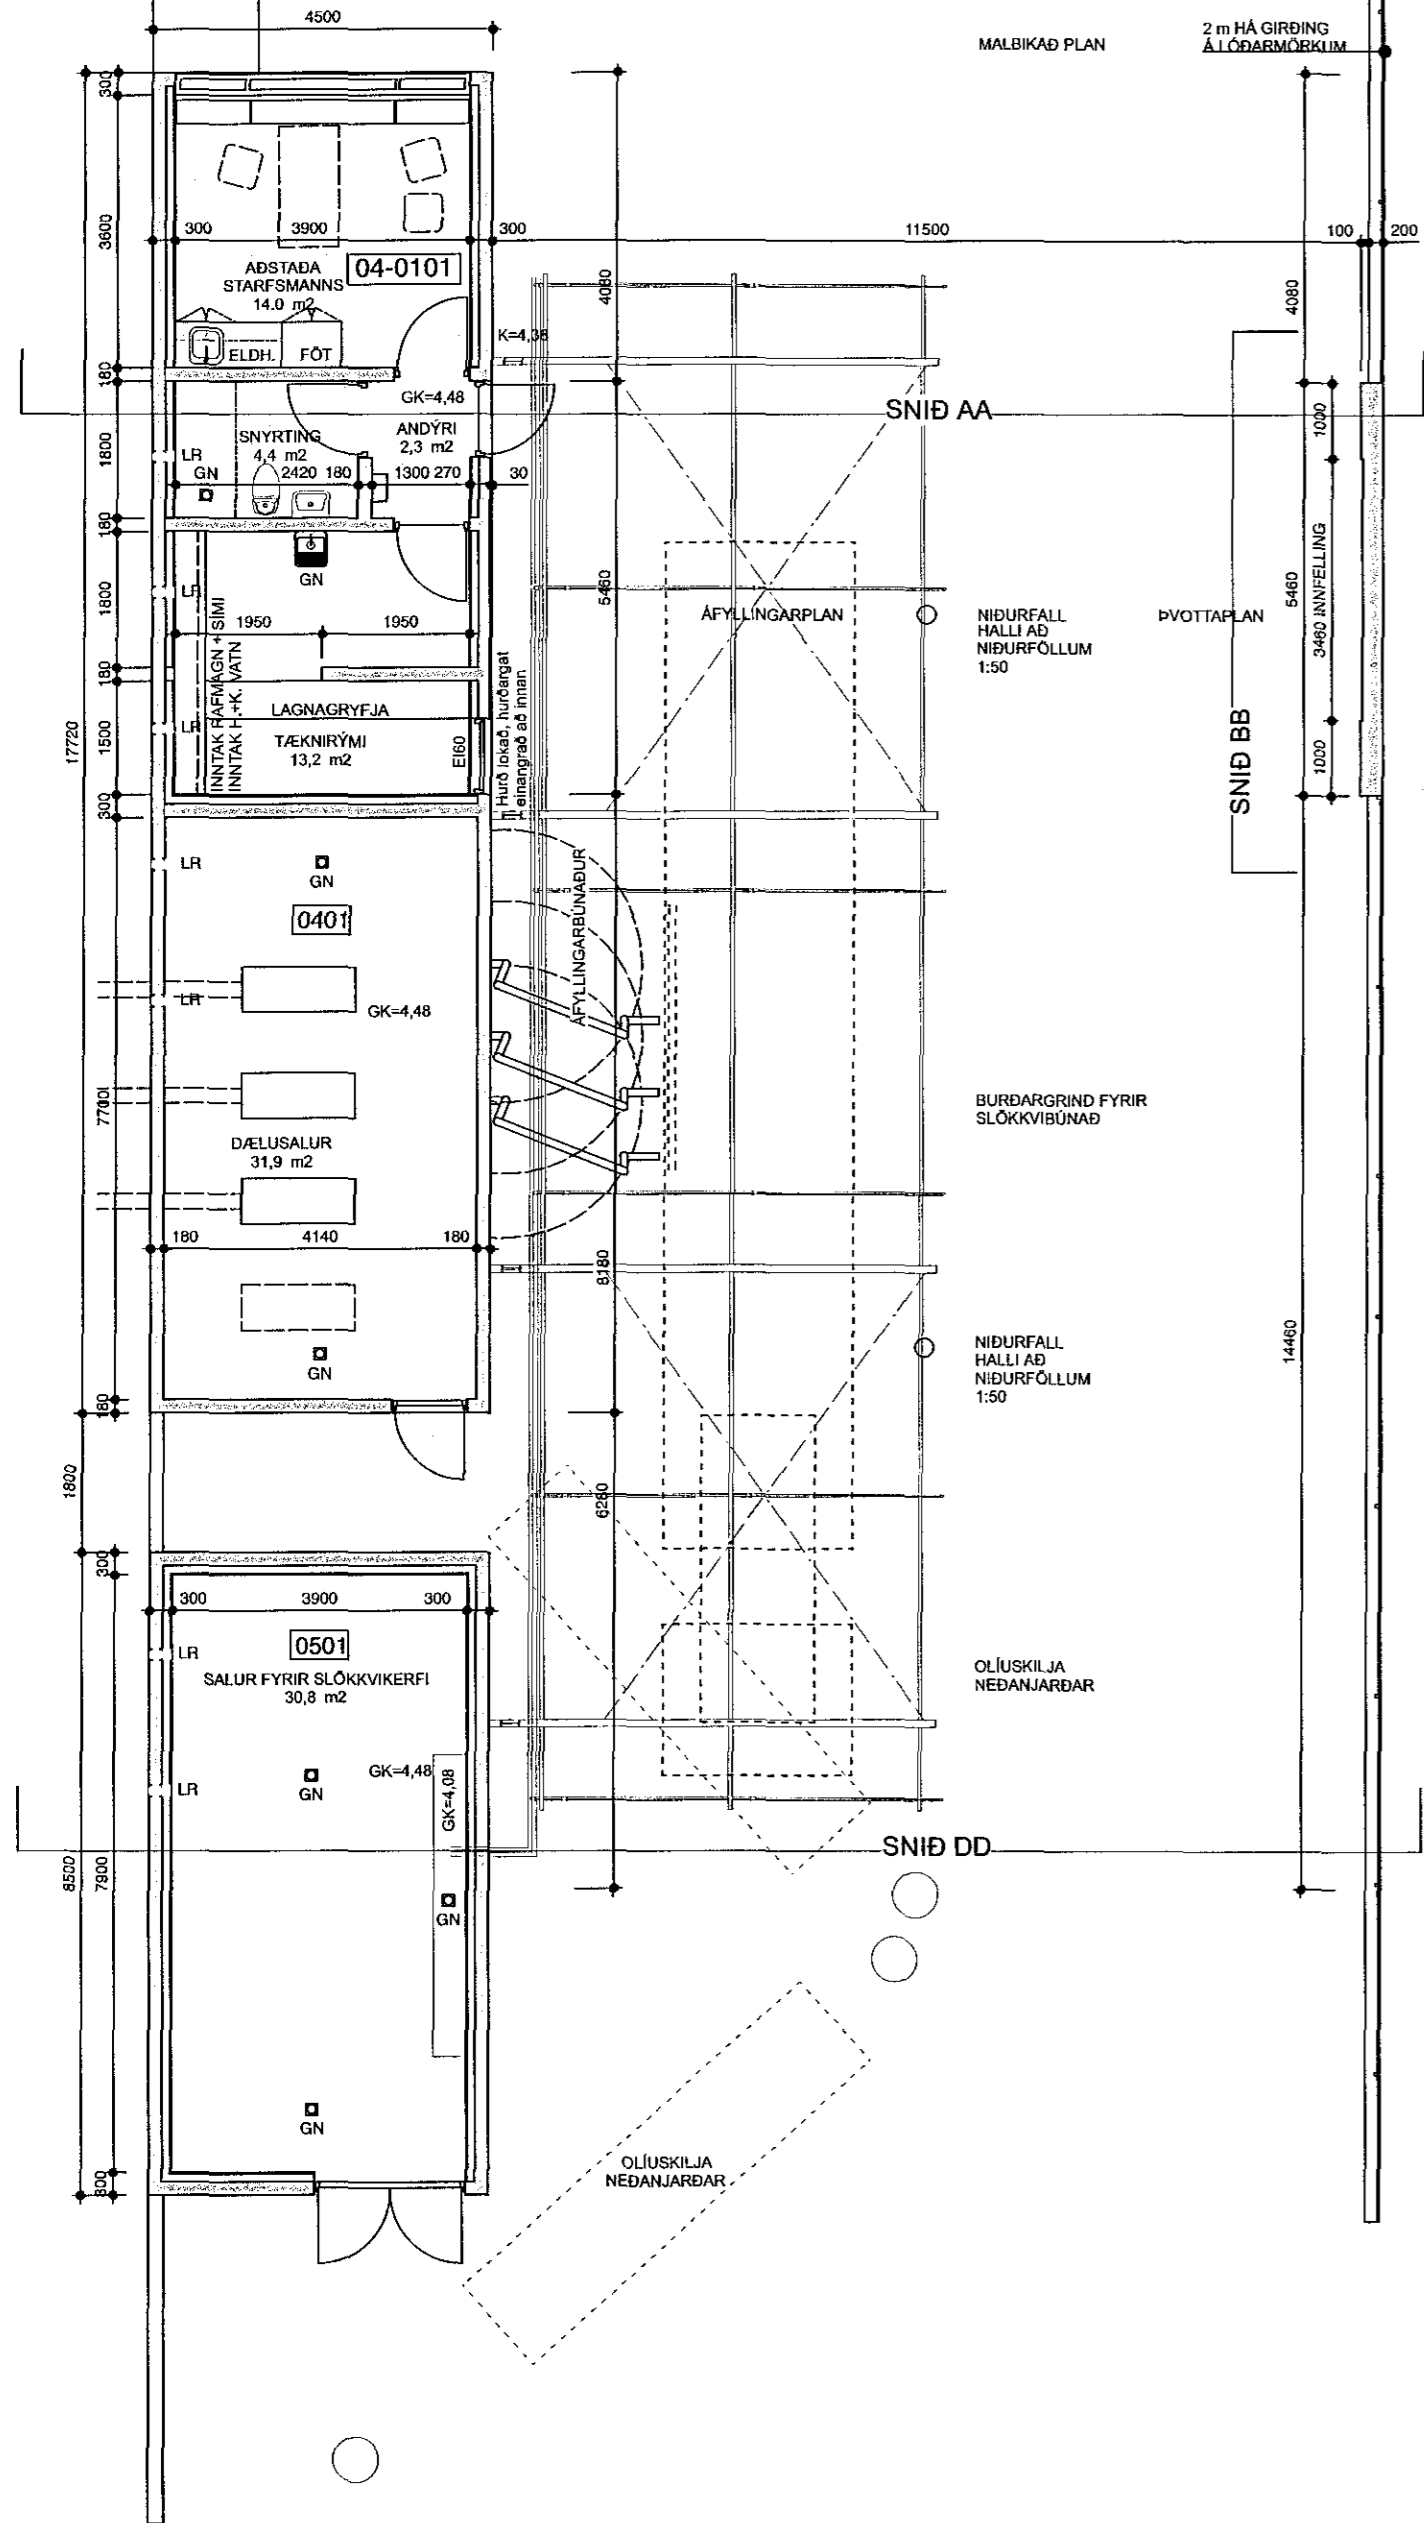 4500
MALBIKAÐ PLAN
2 m HÁ GIRÐING
Á LÓÐARMÖRKUM
300
3600
300 3900 300 11500 100 200
AÐSTAÐA
STARFSMANNS
14.0 m2
04-0101
4080
4080
K=4,38
ELDH. FÖT
180
GK=4,48
SNIÐ AA
1000
SNYRTING
4,4 m2
ANDÝRI
2,3 m2
1800
LR
GN
2420 180 1300 270 30
180
GN
1800
LR
5460
5460
3460 INNFELLING
ÁFYLLINGARPLAN
NIÐURFALL
HALLI AÐ
NIÐURFÖLLUM
1:50
ÞVOTTAPLAN
1950 1950
INNTAK RAFMAGN + SÍMI
INNTAK H.+K. VATN
180
Hurð lokað, hurðargat
einangrað að innan
17720
1500
LR
LAGNAGRYFJA
TÆKNIRÝMI
13,2 m2
EI60
1000
SNIÐ BB
300
LR
GN
0401
ÁFYLLINGARBÚNAÐUR
LR
GK=4,48
7700
BURÐARGRIND FYRIR
SLÖKKVIBÚNAÐ
DÆLUSALUR
31,9 m2
180 4140 180
8180
14460
GN
NIÐURFALL
HALLI AÐ
NIÐURFÖLLUM
1:50
180
1800
6260
300
300 3900 300
0501
LR
SALUR FYRIR SLÖKKVIKERFI
30,8 m2
OLÍUSKILJA
NEÐANJARÐAR
GK=4,48
GK=4,08
LR
GN
SNIÐ DD
8500
7900
GN
GN
300
OLÍUSKILJA
NEÐANJARÐAR